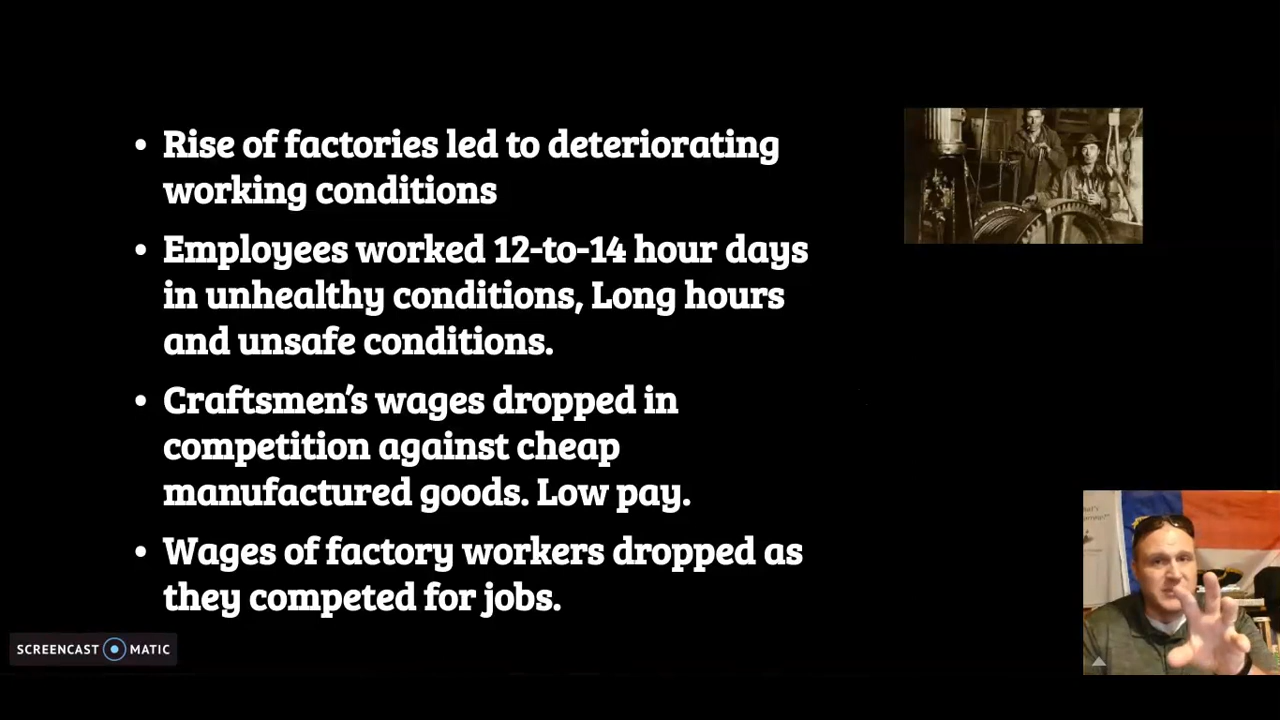 • Rise of factories led to deteriorating
working conditions
• Employees worked 12-to-14 hour days
in unhealthy conditions, Long hours
and unsafe conditions.
• Craftsmen's wages dropped in
competition against cheap
manufactured goods. Low pay.
• Wages of factory workers dropped as
they competed for jobs.
SCREENCAST MATIC